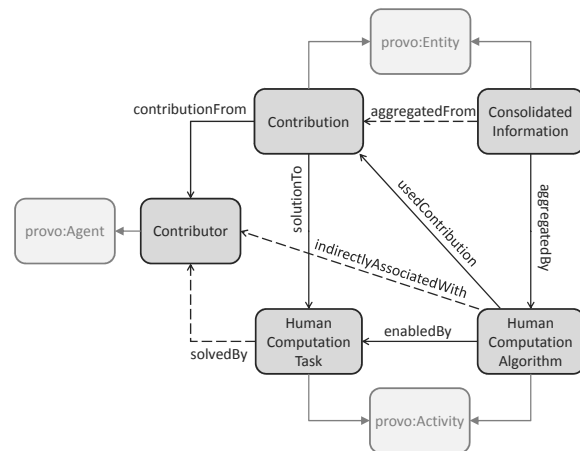 provo:Entity
contributionFrom
Contribution
aggregatedFrom
Consolidated
Information
solutionTo
usedContribution
aggregatedBy
provo:Agent
Contributor
indirectlyAssociatedWith
solvedBy
Human
Computation
Task
enabledBy
Human
Computation
Algorithm
provo:Activity